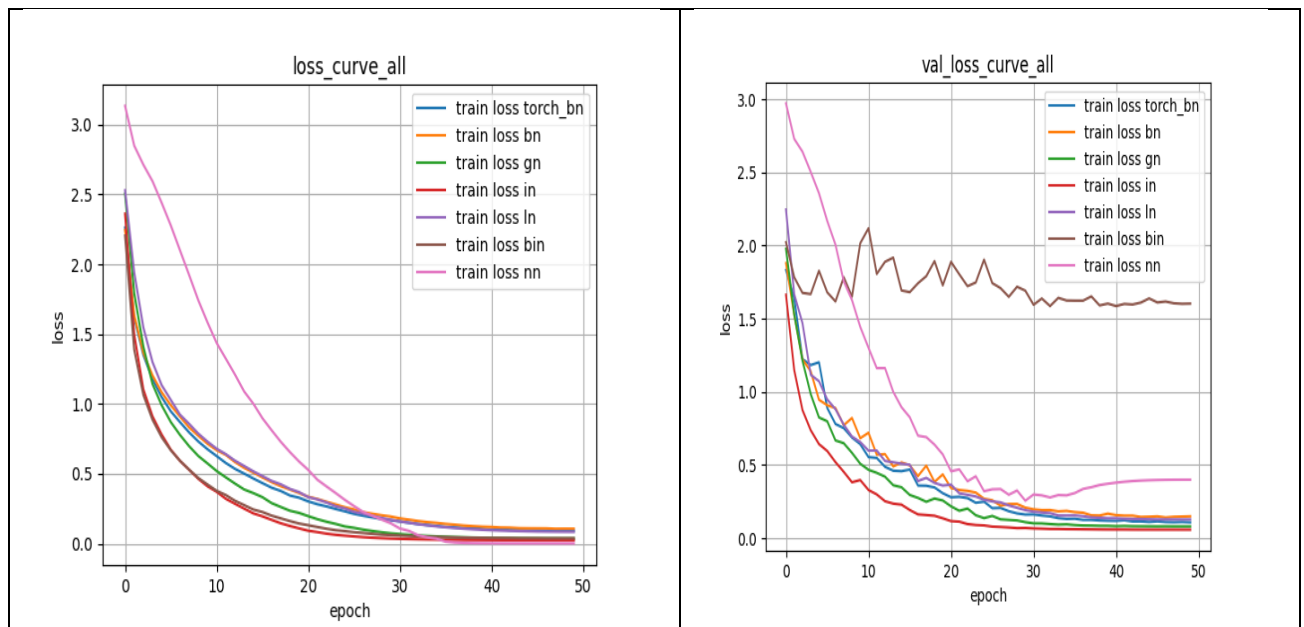 loss_curve_all
train loss torch_bn
train loss bn
train loss gn
train loss in
train loss ln
train loss bin
train loss nn
3.0
2.5
2.0
1.5
1.0
0.5
0.0
loss
0 10 20 30 40 50
epoch
val_loss_curve_all
train loss torch_bn
train loss bn
train loss gn
train loss in
train loss ln
train loss bin
train loss nn
3.0
2.5
2.0
1.5
1.0
0.5
0.0
loss
0 10 20 30 40 50
epoch